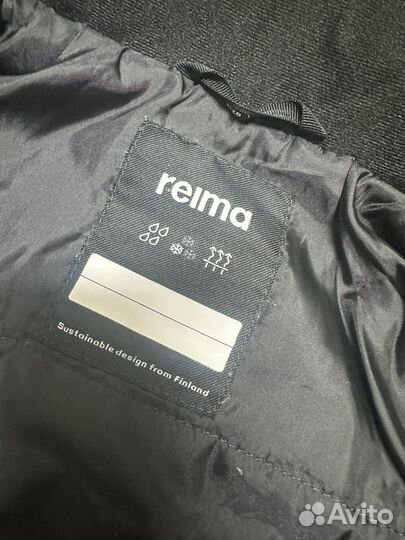 reima
Sustainable design from Finland
Avito